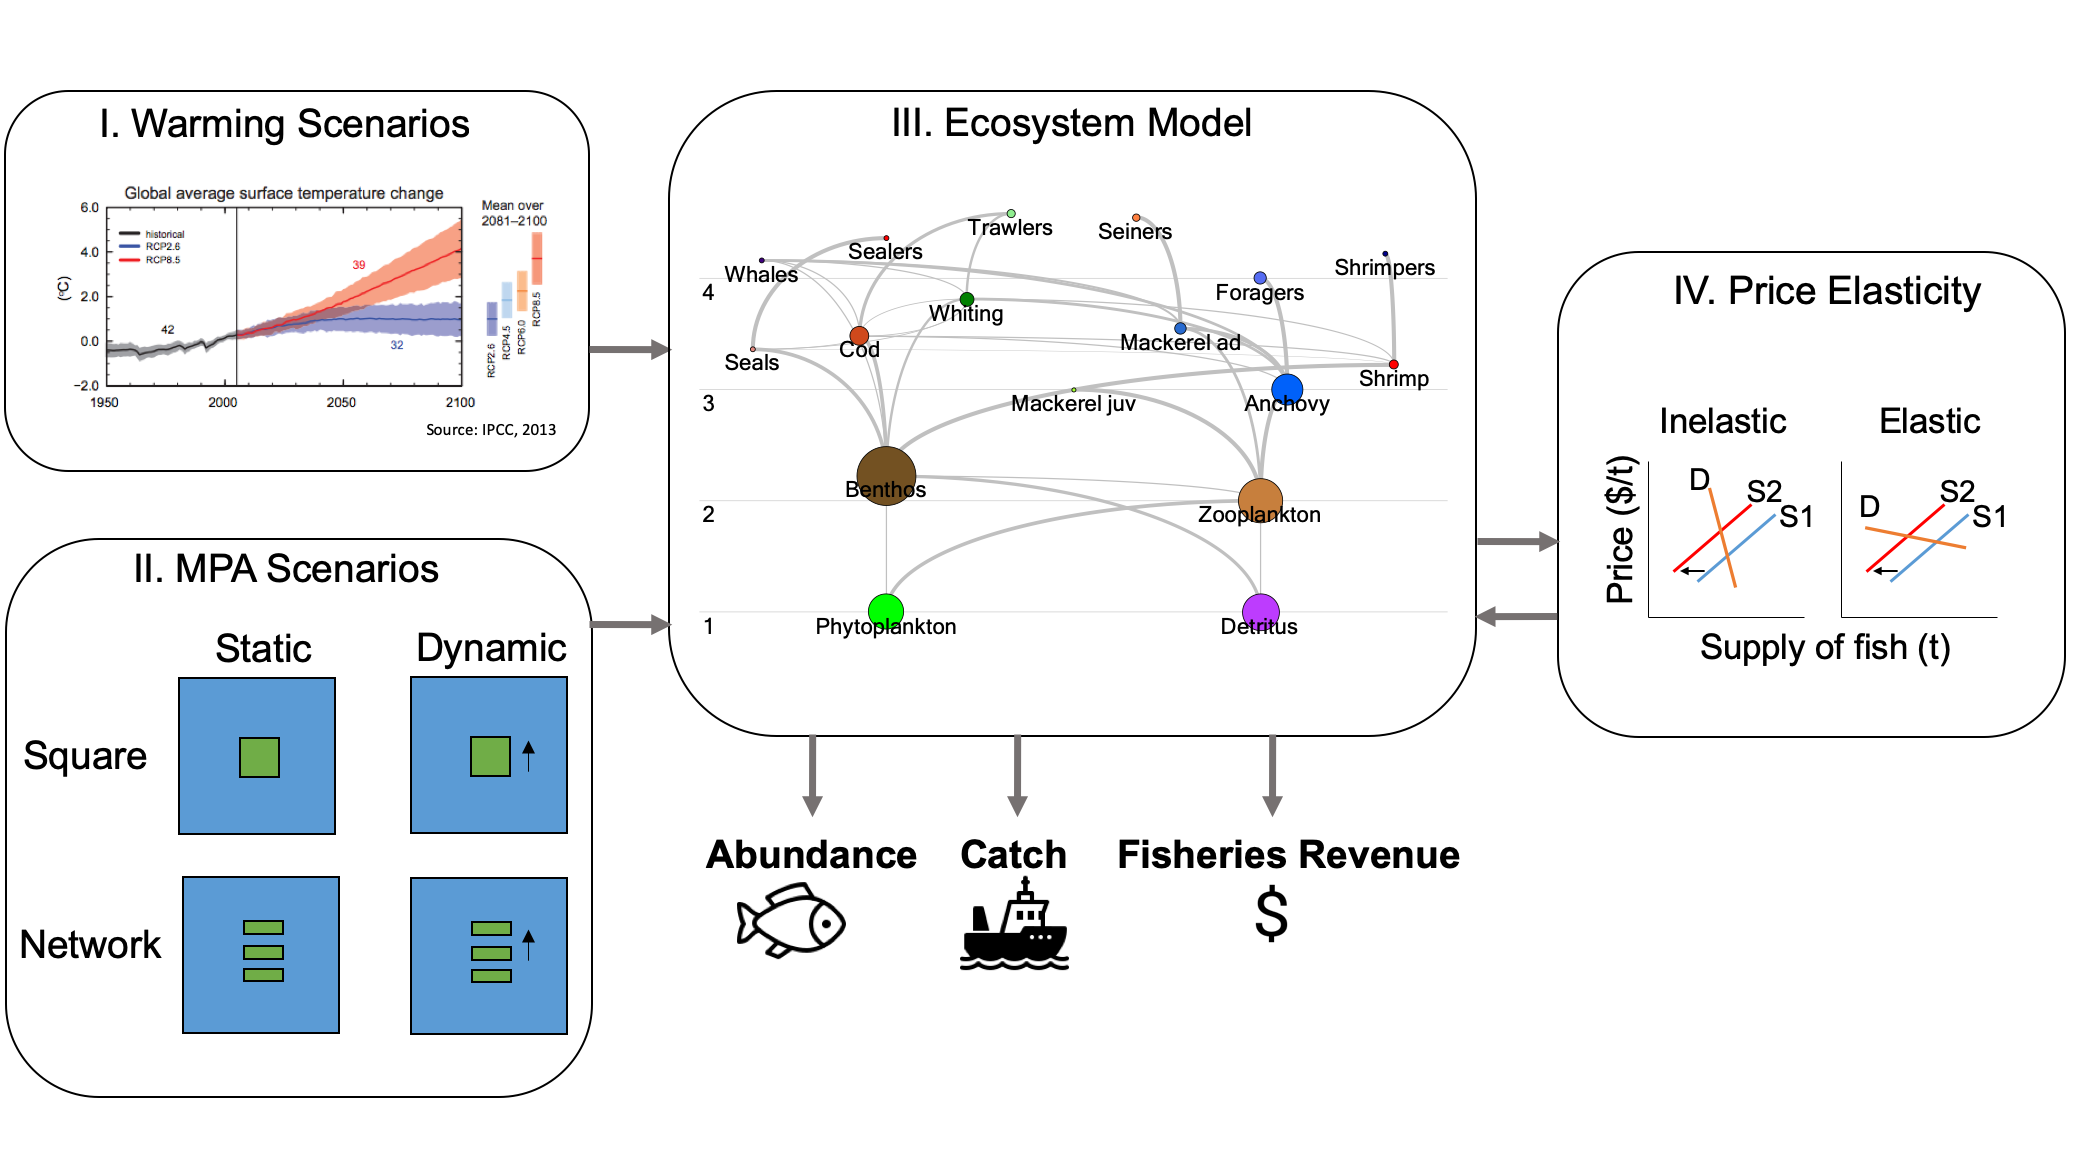 I. Warming Scenarios
Global average surface temperature change
Mean over
2081–2100
6.0
4.0
2.0
0.0
−2.0
(°C)
historical
RCP2.6
RCP8.5
39
42
32
1950
2000
2050
2100
RCP2.6
RCP4.5
RCP6.0
RCP8.5
Source: IPCC, 2013
II. MPA Scenarios
Static
Dynamic
Square
Network
III. Ecosystem Model
Trawlers
Seiners
Sealers
Whales
Shrimpers
4
Foragers
Whiting
Mackerel ad
Cod
Seals
Shrimp
3
Mackerel juv
Anchovy
Benthos
2
Zooplankton
1
Phytoplankton
Detritus
Abundance
Catch
Fisheries Revenue
$
IV. Price Elasticity
Inelastic
Elastic
Price ($/t)
D
S2
S1
D
S2
S1
Supply of fish (t)